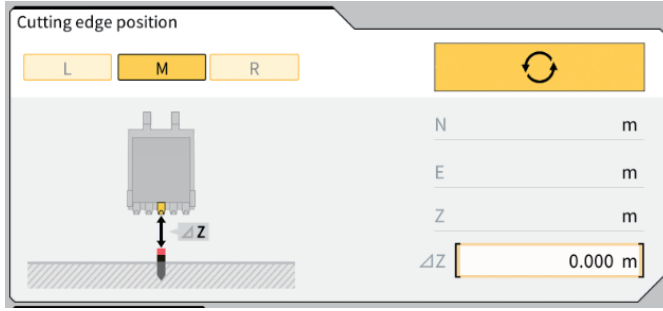 Cutting edge position
L M R
N m
E m
Z m
⊿Z
⊿Z 0.000 m